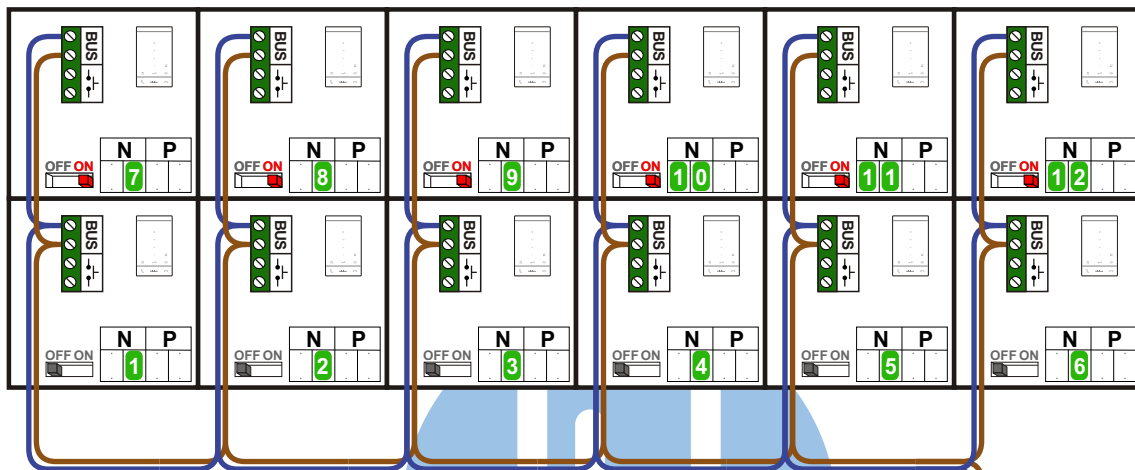 BUS BUS BUS BUS BUS BUS
N P N P N P N P N P N P
OFF ON 7 OFF ON 8 OFF ON 9 OFF ON 10 OFF ON 11 OFF ON 12
BUS BUS BUS BUS BUS BUS
N P N P N P N P N P N P
OFF ON 1 OFF ON 2 OFF ON 3 OFF ON 4 OFF ON 5 OFF ON 6